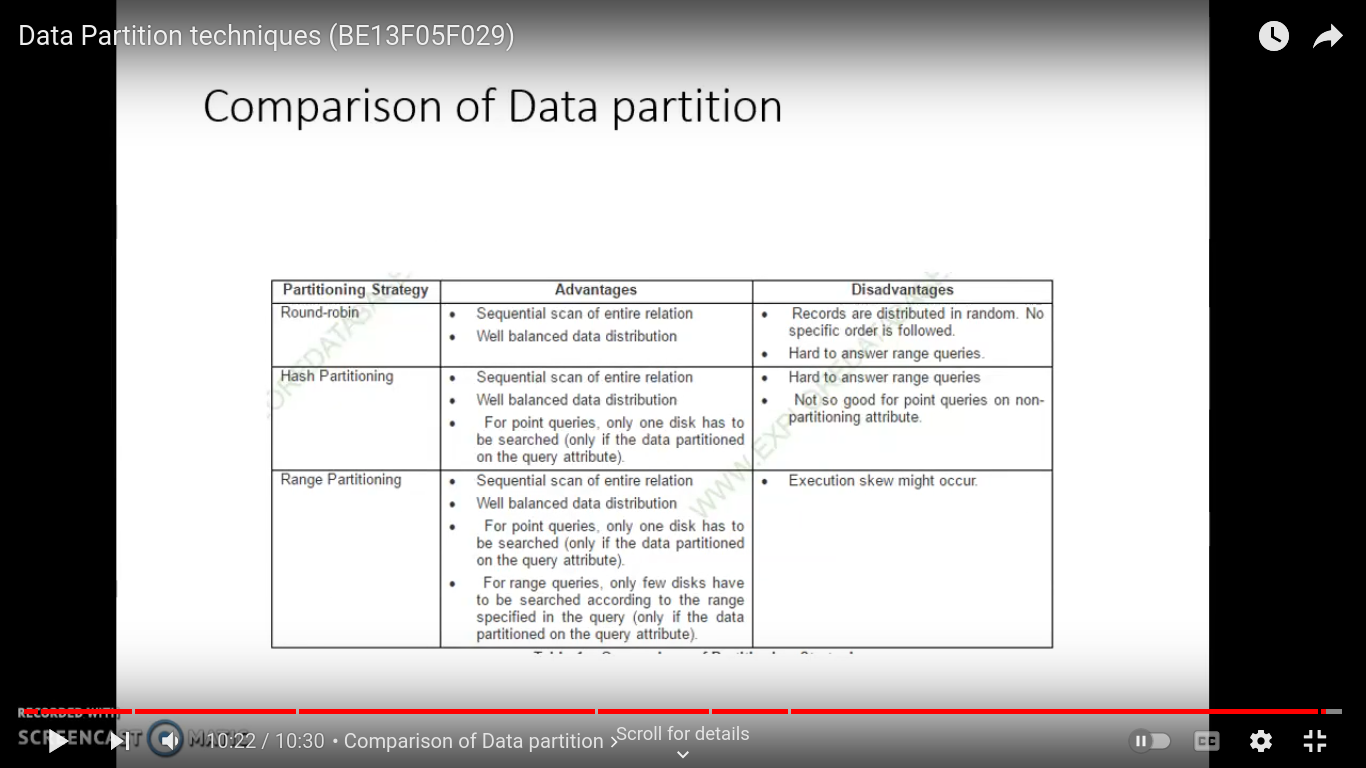 Data Partition techniques (BE13F05F029)
Comparison of Data partition
Partitioning Strategy Advantages Disadvantages
Round-robin
• Sequential scan of entire relation
• Well balanced data distribution
• Records are distributed in random. No
specific order is followed.
• Hard to answer range queries.
Hash Partitioning
• Sequential scan of entire relation
• Well balanced data distribution
• For point queries, only one disk has to
be searched (only if the data partitioned
on the query attribute).
• Hard to answer range queries
• Not so good for point queries on non-
partitioning attribute.
Range Partitioning
• Sequential scan of entire relation
• Well balanced data distribution
• For point queries, only one disk has to
be searched (only if the data partitioned
on the query attribute).
• For range queries, only few disks have
to be searched according to the range
specified in the query (only if the data
partitioned on the query attribute).
• Execution skew might occur.
RECORDED WITH
10:22 / 10:30 • Comparison of Data partition ›
Scroll for details
CC